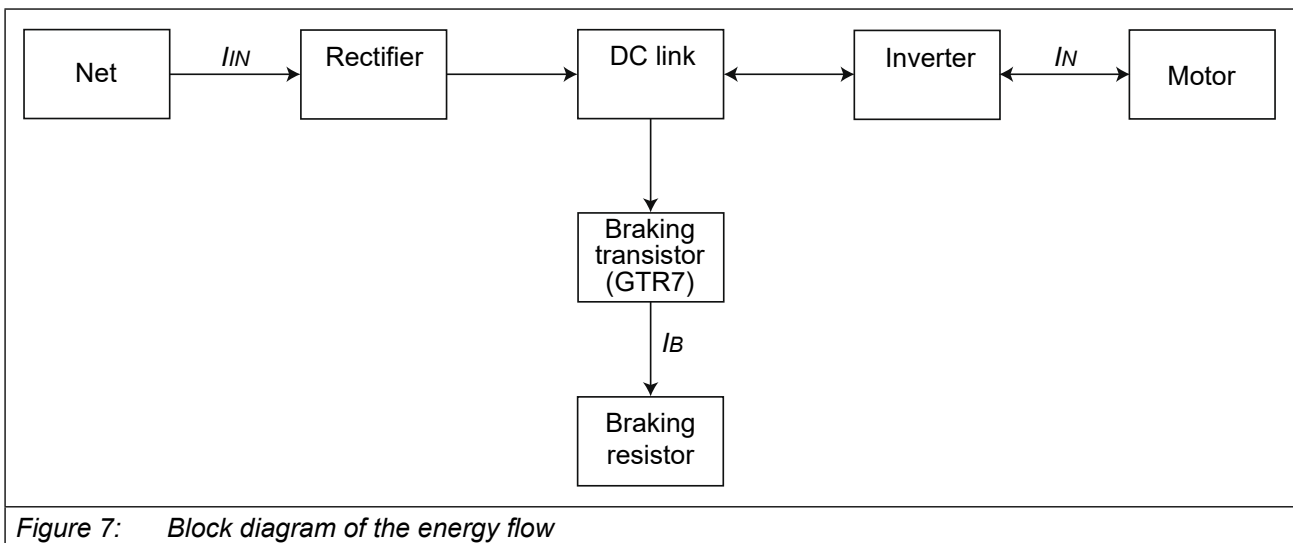 Net
IIN
Rectifier
DC link
Inverter
IN
Motor
Braking
transistor
(GTR7)
IB
Braking
resistor
Figure 7: Block diagram of the energy flow